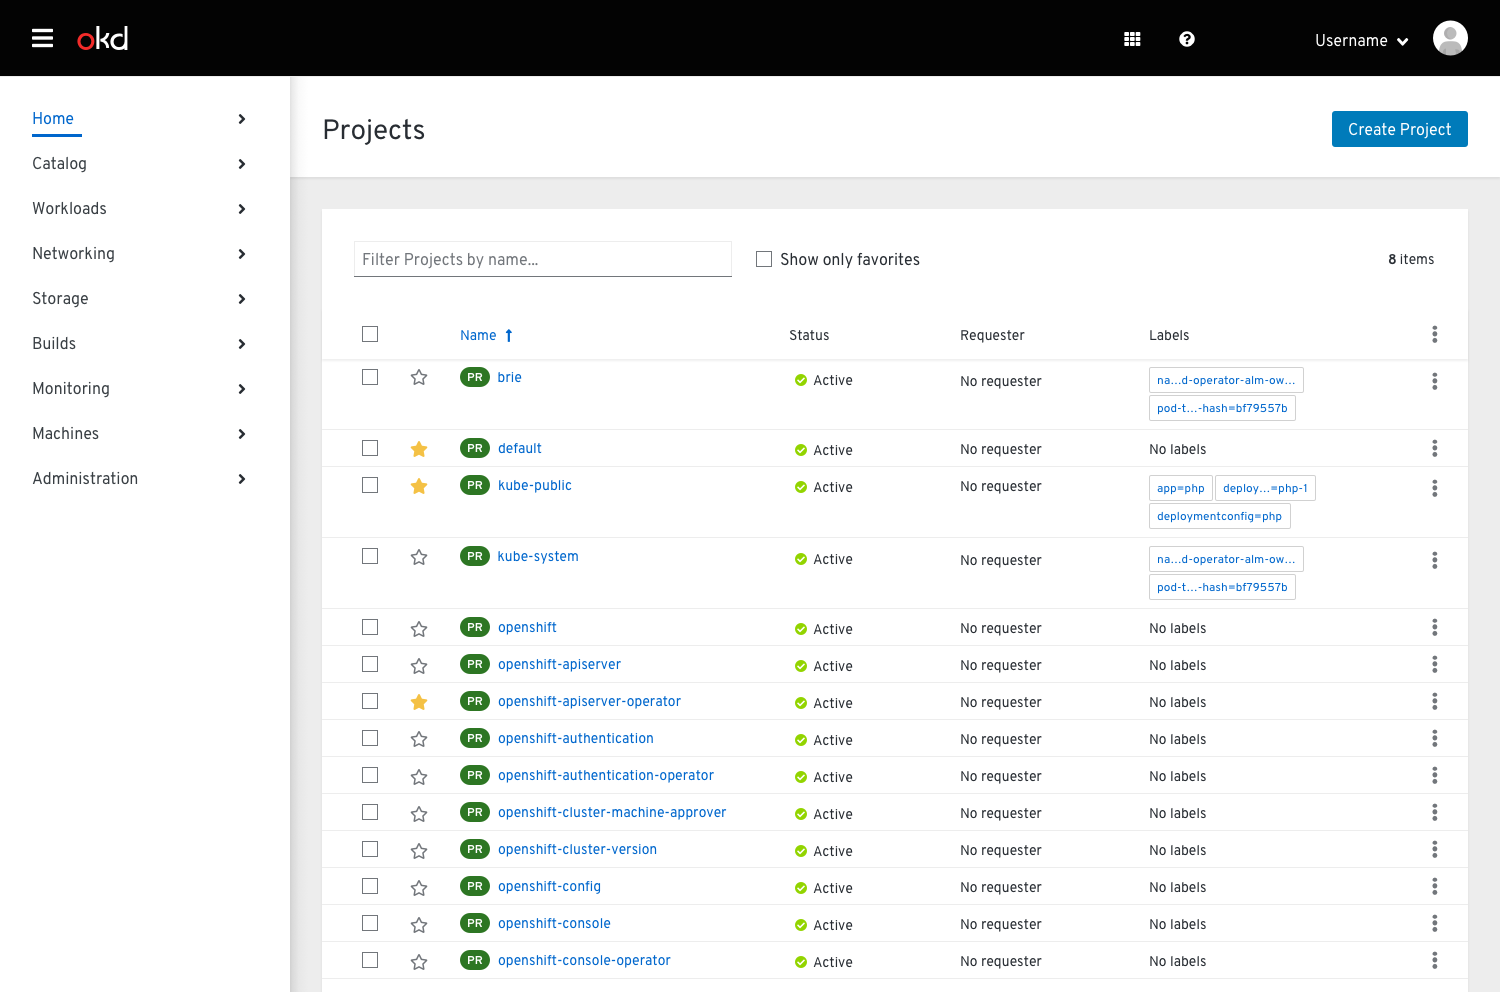 okd
Username
Home
Catalog
Workloads
Networking
Storage
Builds
Monitoring
Machines
Administration
Projects
Create Project
Filter Projects by name...
Show only favorites
8 items
Name Status Requester Labels
PR brie Active No requester na...d-operator-alm-ow...
pod-t...-hash=bf79557b
PR default Active No requester No labels
PR kube-public Active No requester app=php deploy...=php-1
deploymentconfig=php
PR kube-system Active No requester na...d-operator-alm-ow...
pod-t...-hash=bf79557b
PR openshift Active No requester No labels
PR openshift-apiserver Active No requester No labels
PR openshift-apiserver-operator Active No requester No labels
PR openshift-authentication Active No requester No labels
PR openshift-authentication-operator Active No requester No labels
PR openshift-cluster-machine-approver Active No requester No labels
PR openshift-cluster-version Active No requester No labels
PR openshift-config Active No requester No labels
PR openshift-console Active No requester No labels
PR openshift-console-operator Active No requester No labels